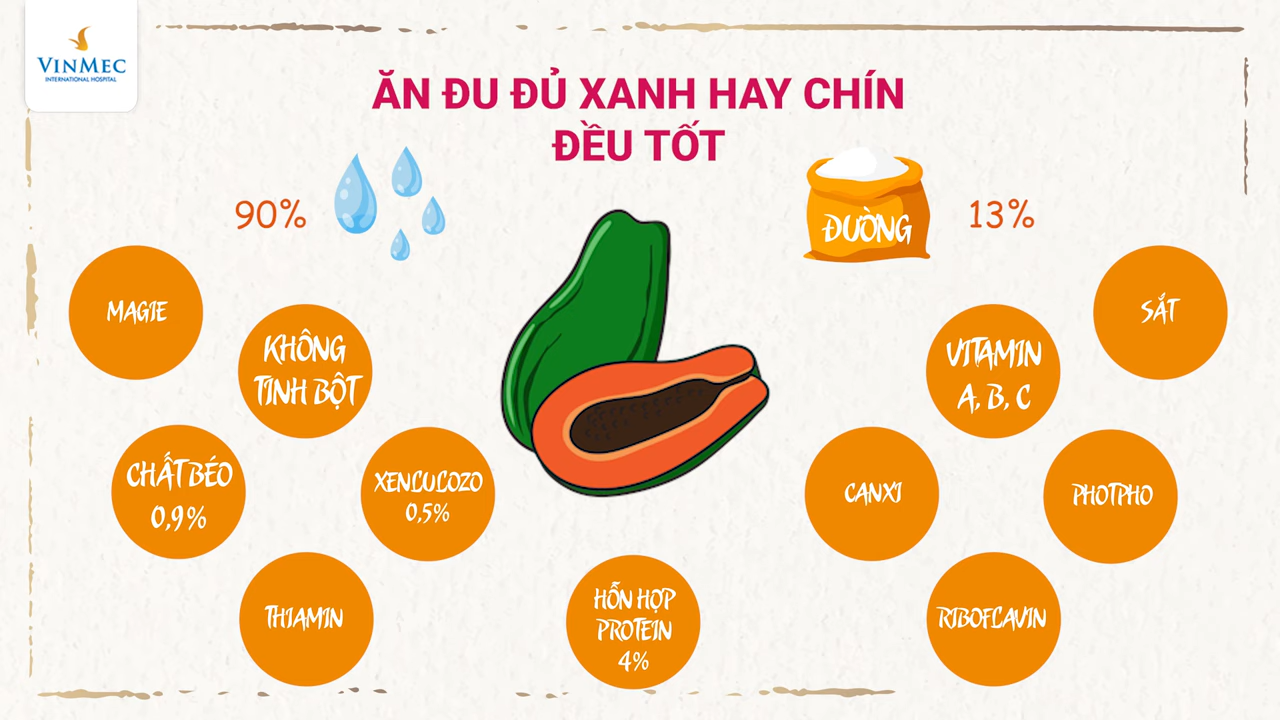 VINMEC
INTERNATIONAL HOSPITAL
ĂN ĐU ĐỦ XANH HAY CHÍN
ĐỀU TỐT
90%
ĐƯỜNG
13%
MAGIE
KHÔNG
TINH BỘT
CHẤT BÉO
0,9%
XENLULOZO
0,5%
THIAMIN
HỖN HỢP
PROTEIN
4%
VITAMIN
A, B, C
SẮT
CANXI
PHOTPHO
RIBOFLAVIN